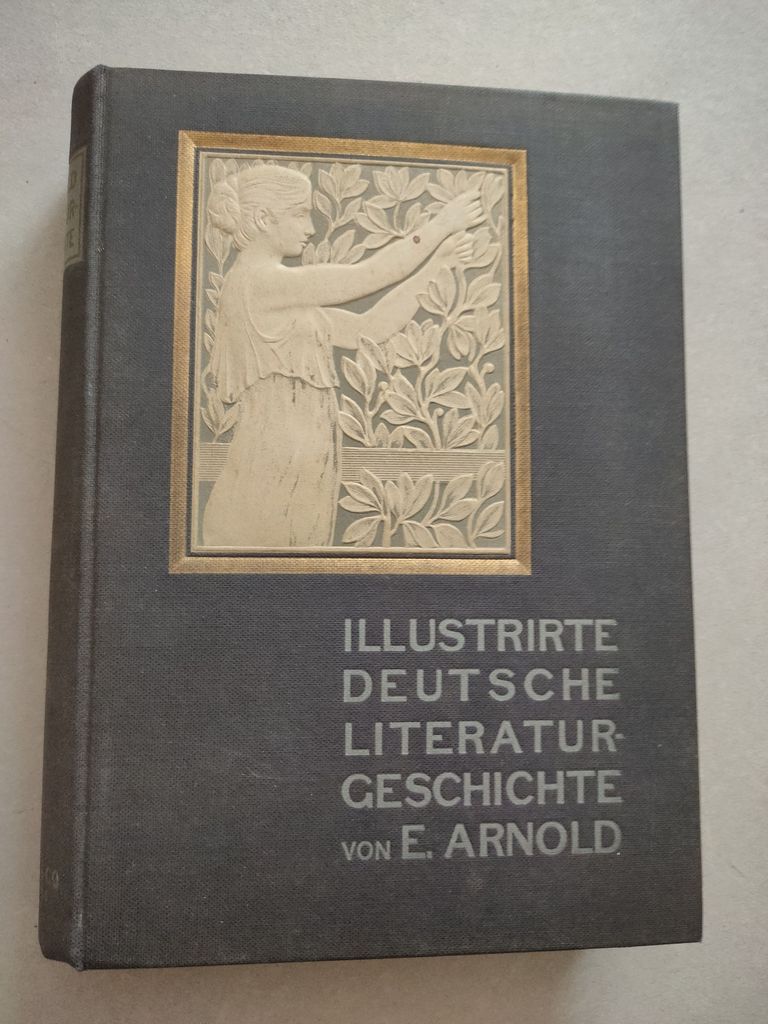 ILLUSTRIRTE
DEUTSCHE
LITERATUR-
GESCHICHTE
VON E. ARNOLD